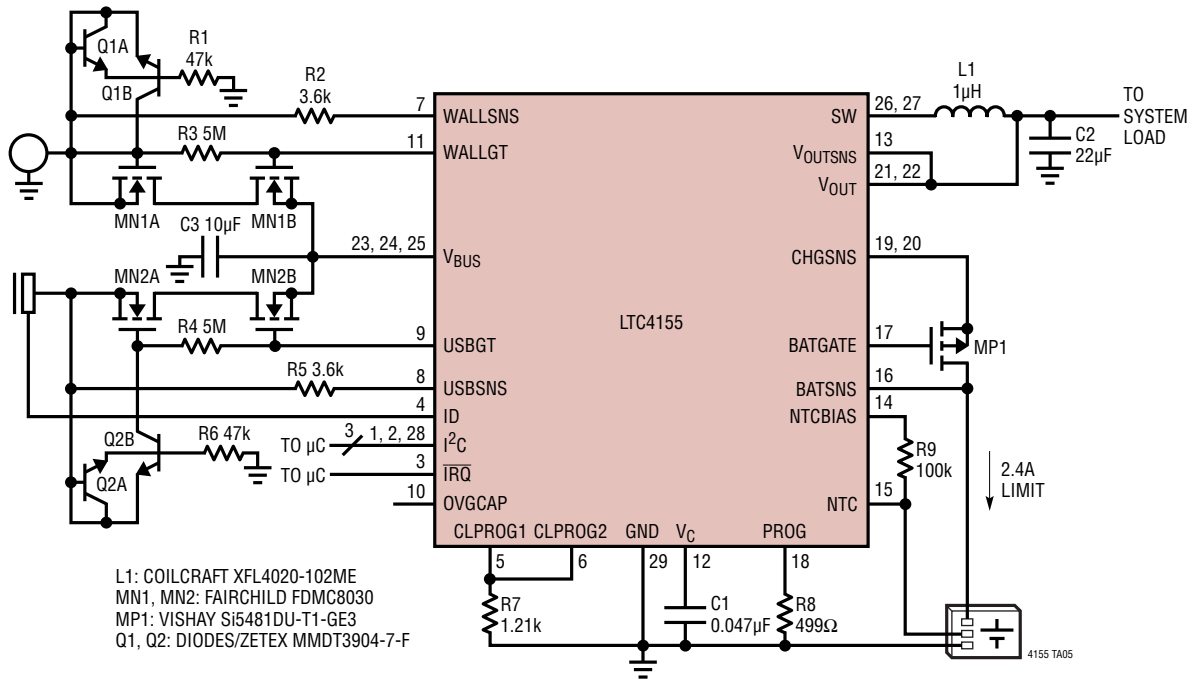 Q1A
Q1B
R1
47k
R2
3.6k
R3 5M
MN1A
MN1B
C3 10µF
MN2A
MN2B
R4 5M
R5 3.6k
Q2B
R6 47k
Q2A
TO µC
3
TO µC
7
11
23, 24, 25
9
8
4
1, 2, 28
3
10
WALLSNS
WALLGT
VBUS
USBGT
USBSNS
ID
I²C
IRQ
OVGCAP
LTC4155
SW
VOUTSNS
VOUT
CHGSNS
BATGATE
BATSNS
NTCBIAS
NTC
CLPROG1
CLPROG2
GND
VC
PROG
26, 27
13
21, 22
19, 20
17
16
14
15
5
6
29
12
18
L1
1µH
TO
SYSTEM
LOAD
C2
22µF
MP1
R9
100k
2.4A
LIMIT
R7
1.21k
C1
0.047µF
R8
499Ω
L1: COILCRAFT XFL4020-102ME
MN1, MN2: FAIRCHILD FDMC8030
MP1: VISHAY Si5481DU-T1-GE3
Q1, Q2: DIODES/ZETEX MMDT3904-7-F
4155 TA05